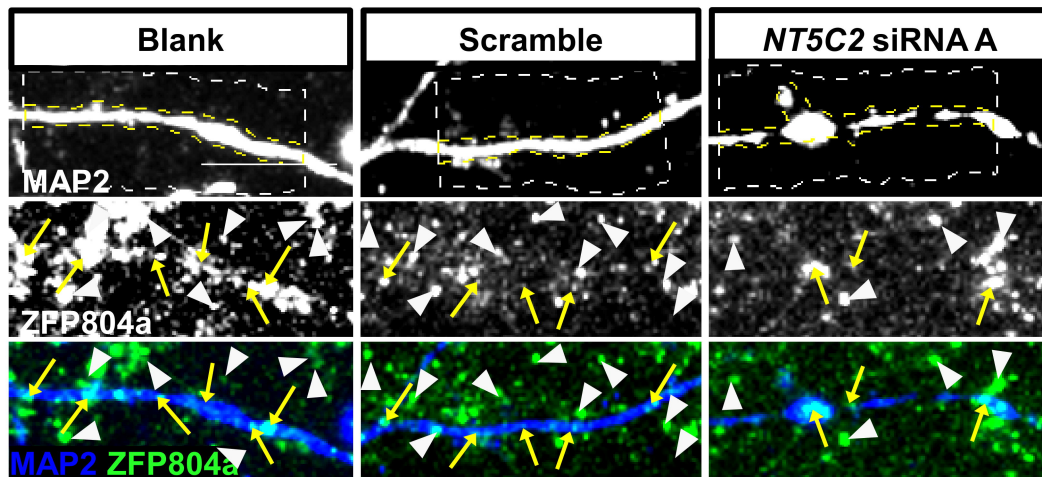 Blank
Scramble
NT5C2 siRNA A
MAP2
ZFP804a
MAP2 ZFP804a